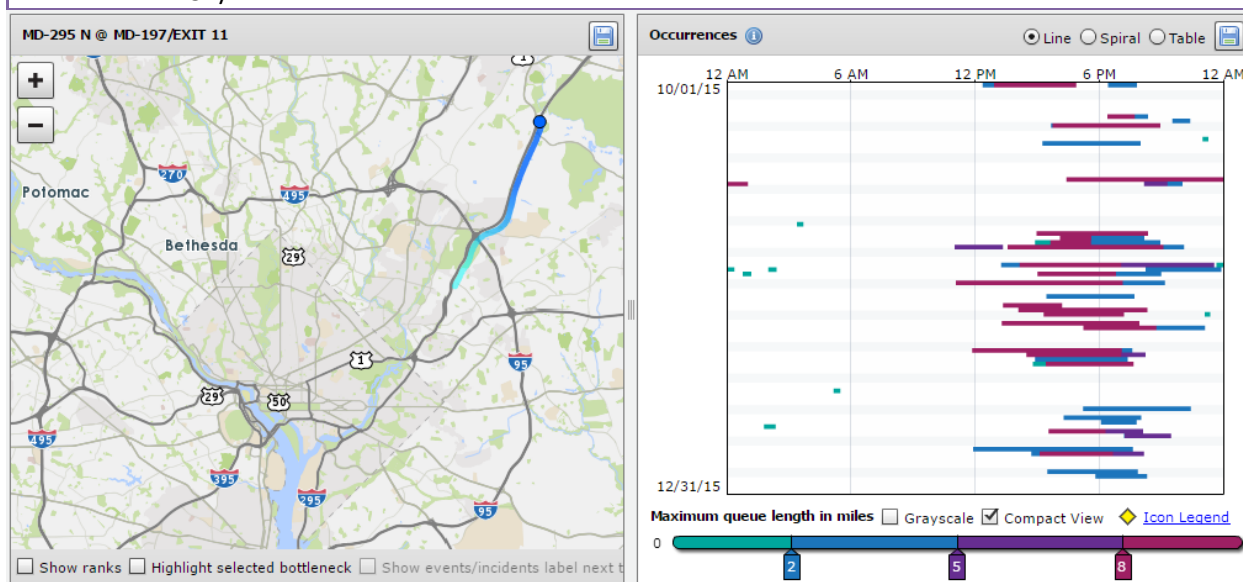 MD-295 N @ MD-197/EXIT 11
+
−
1
270
495
Potomac
Bethesda
29
1
95
29
50
495
395
295
95
Show ranks Highlight selected bottleneck Show events/incidents label next t
Occurrences i Line Spiral Table
12 AM 6 AM 12 PM 6 PM 12 AM
10/01/15
12/31/15
Maximum queue length in miles Grayscale Compact View Icon Legend
0
2 5 8